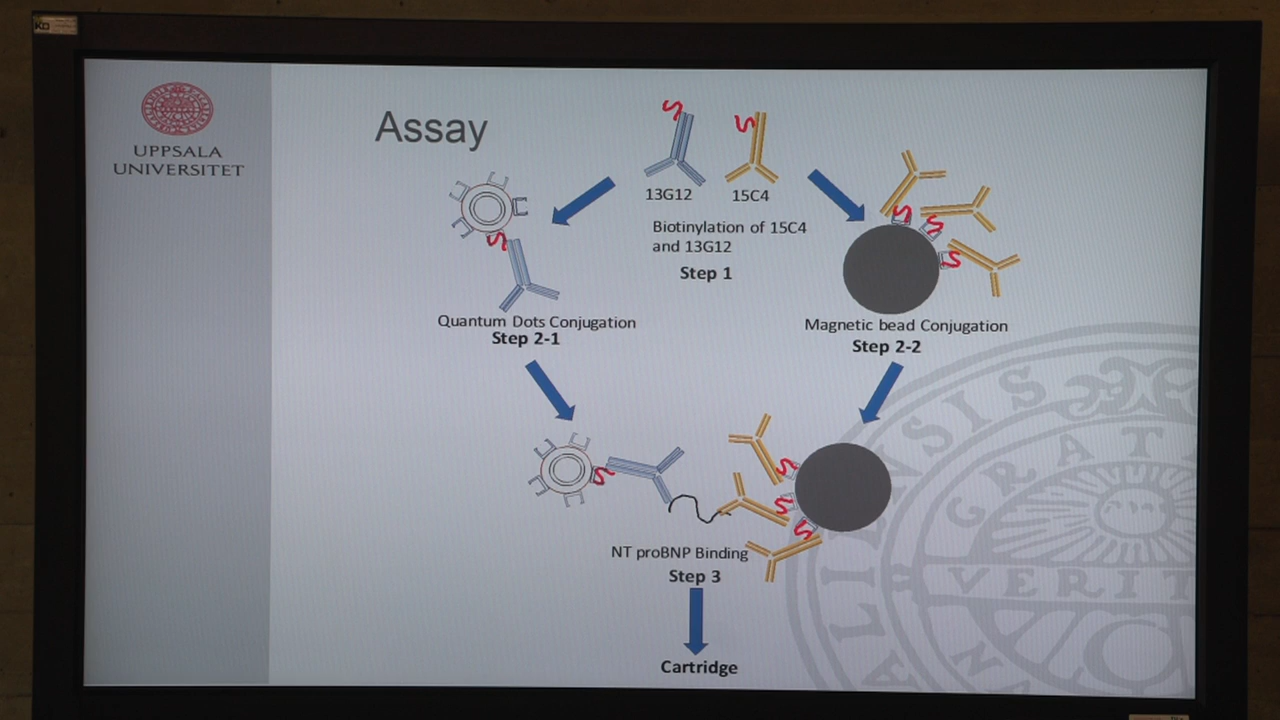 UPPSALA
UNIVERSITET
Assay
13G12
15C4
Biotinylation of 15C4
and 13G12
Step 1
Quantum Dots Conjugation
Step 2-1
Magnetic bead Conjugation
Step 2-2
NT proBNP Binding
Step 3
Cartridge